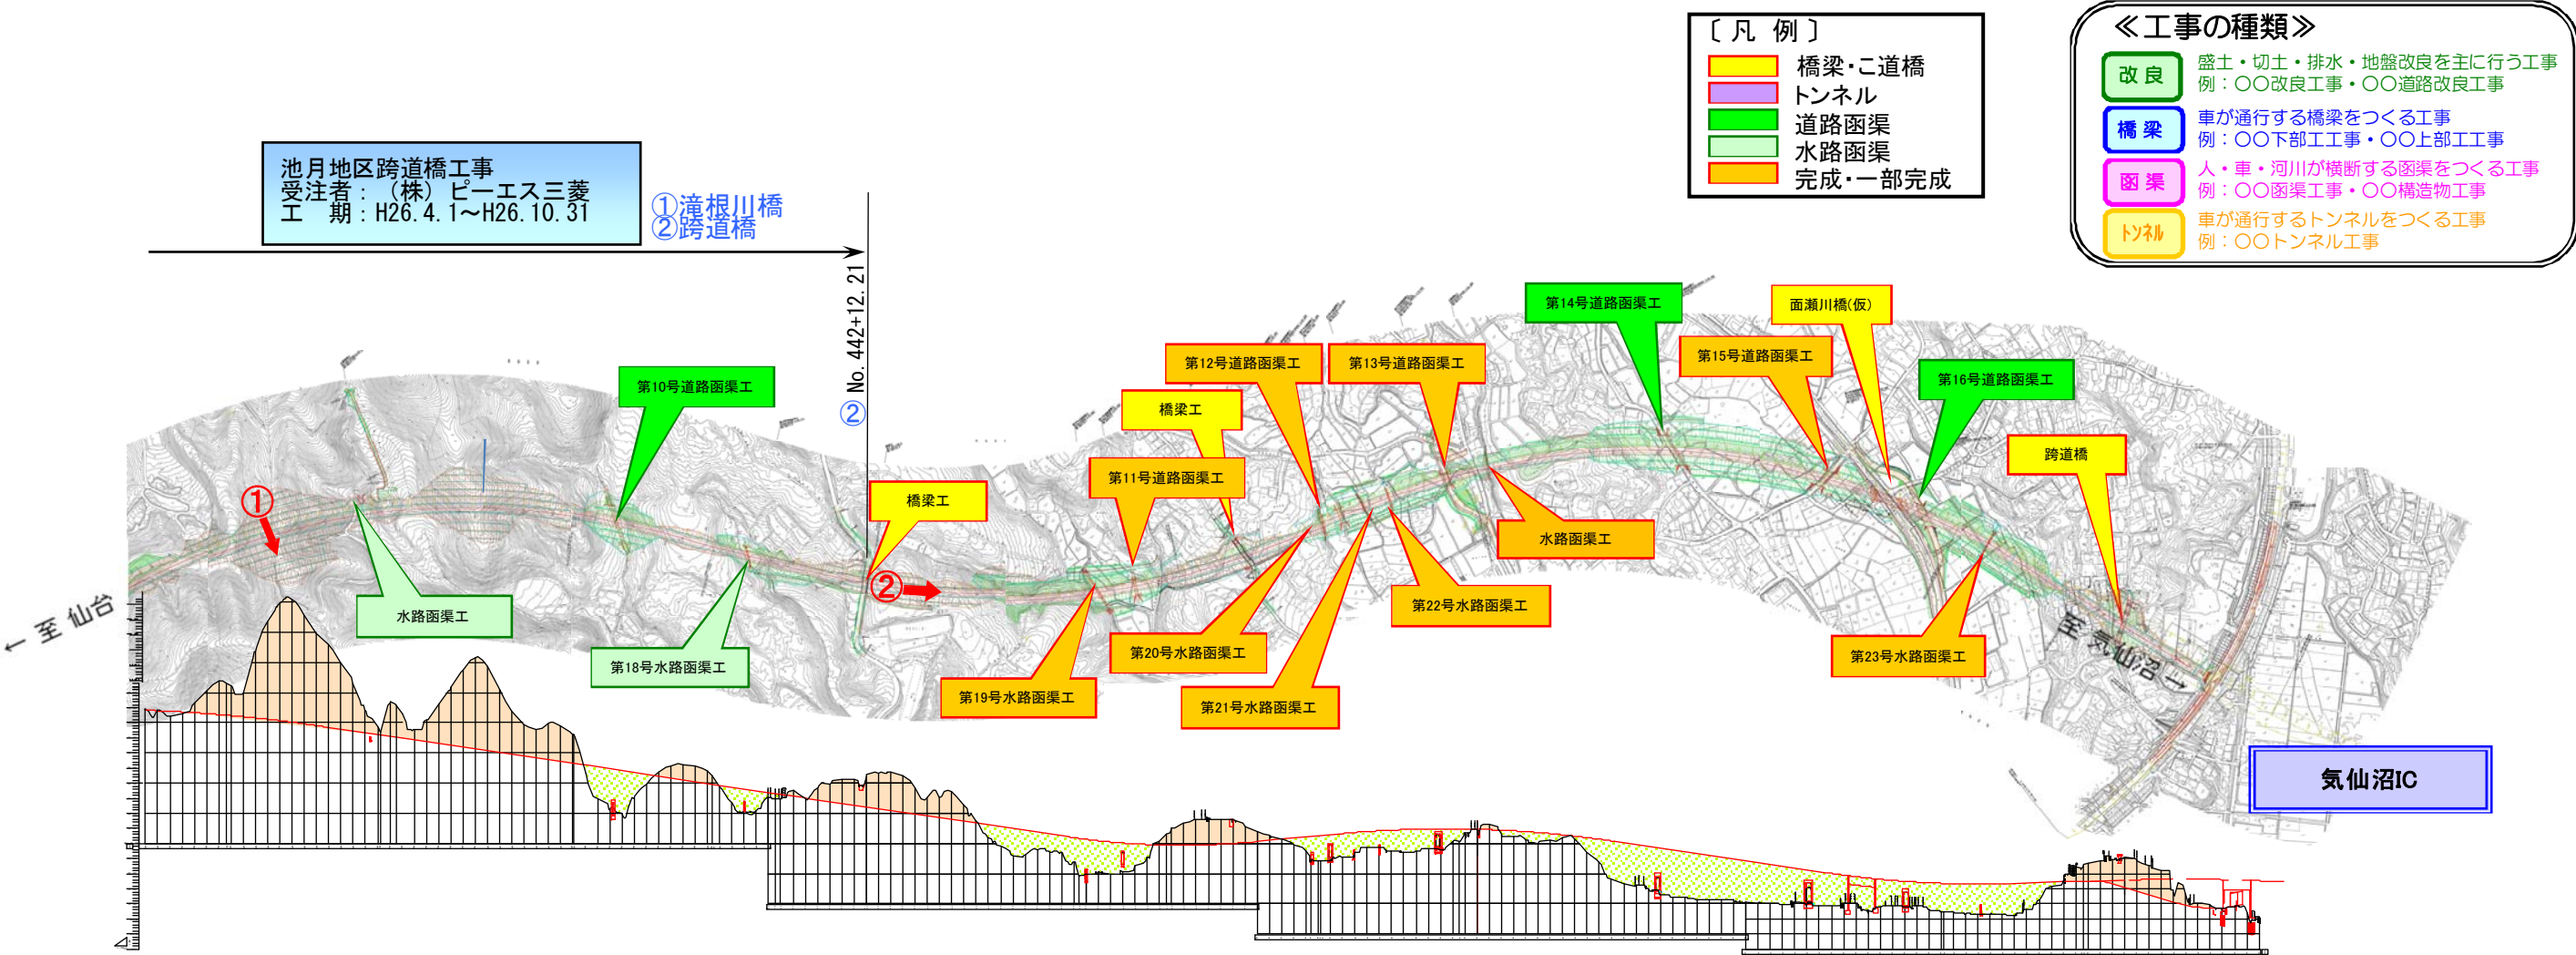 〔 凡 例 〕
橋梁・こ道橋
トンネル
道路函渠
水路函渠
完成・一部完成
≪工事の種類≫
改良
盛土・切土・排水・地盤改良を主に行う工事
例：〇〇改良工事・〇〇道路改良工事
橋梁
車が通行する橋梁をつくる工事
例：〇〇下部工工事・〇〇上部工工事
函渠
人・車・河川が横断する函渠をつくる工事
例：〇〇函渠工事・〇〇構造物工事
トンネル
車が通行するトンネルをつくる工事
例：〇〇トンネル工事
池月地区跨道橋工事
受注者：（株）ピーエス三菱
工　期：H26.4.1～H26.10.31
①滝根川橋
②跨道橋
② No.442+12.21
第14号道路函渠工
面瀬川橋(仮)
第12号道路函渠工
第13号道路函渠工
第15号道路函渠工
第10号道路函渠工
第16号道路函渠工
橋梁工
跨道橋
第11号道路函渠工
①
橋梁工
水路函渠工
②
水路函渠工
第22号水路函渠工
← 至 仙台
至 気仙沼 →
第20号水路函渠工
第23号水路函渠工
第18号水路函渠工
第19号水路函渠工
第21号水路函渠工
気仙沼IC